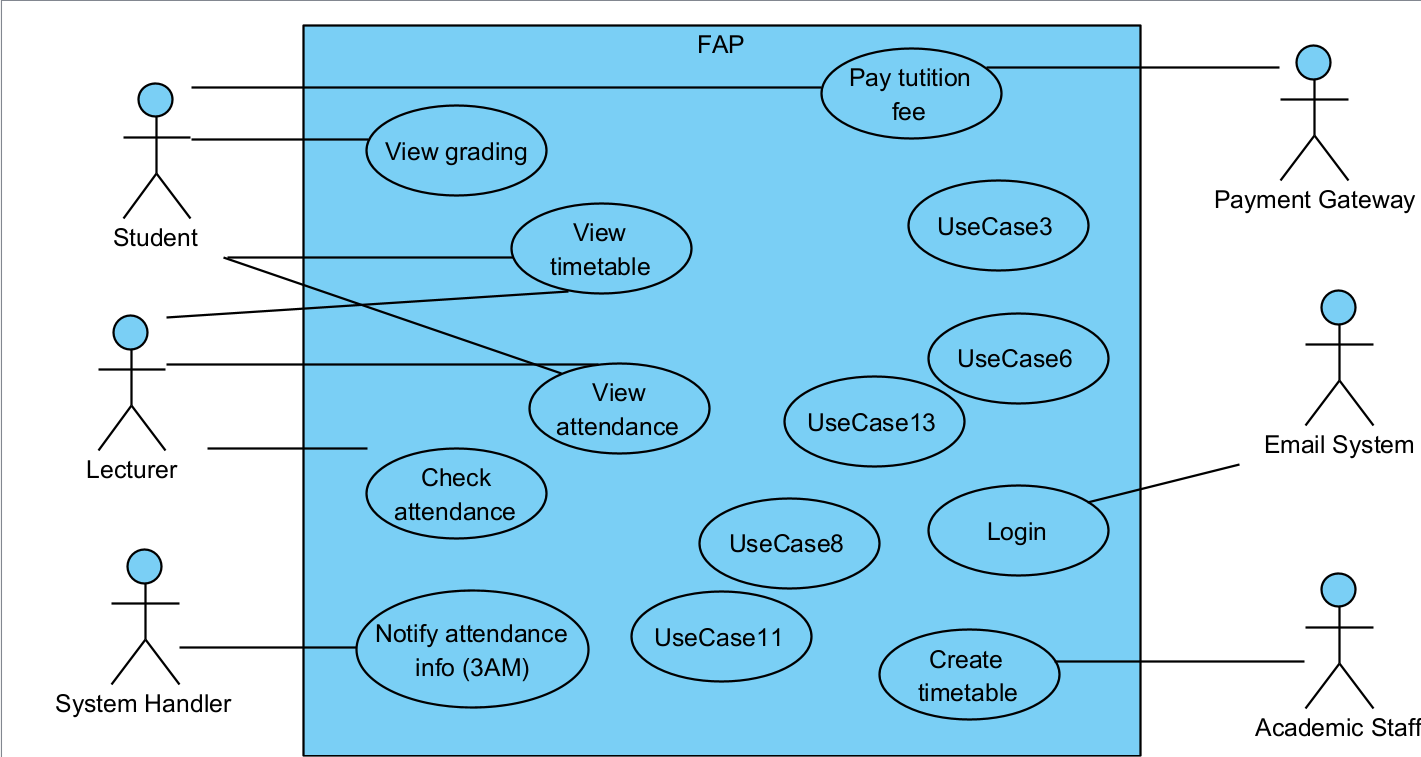 FAP
Pay tutition
fee
View grading
Payment Gateway
Student
UseCase3
View
timetable
UseCase6
View
attendance
UseCase13
Email System
Lecturer
Check
attendance
Login
UseCase8
Notify attendance
info (3AM)
UseCase11
Create
timetable
System Handler
Academic Staff